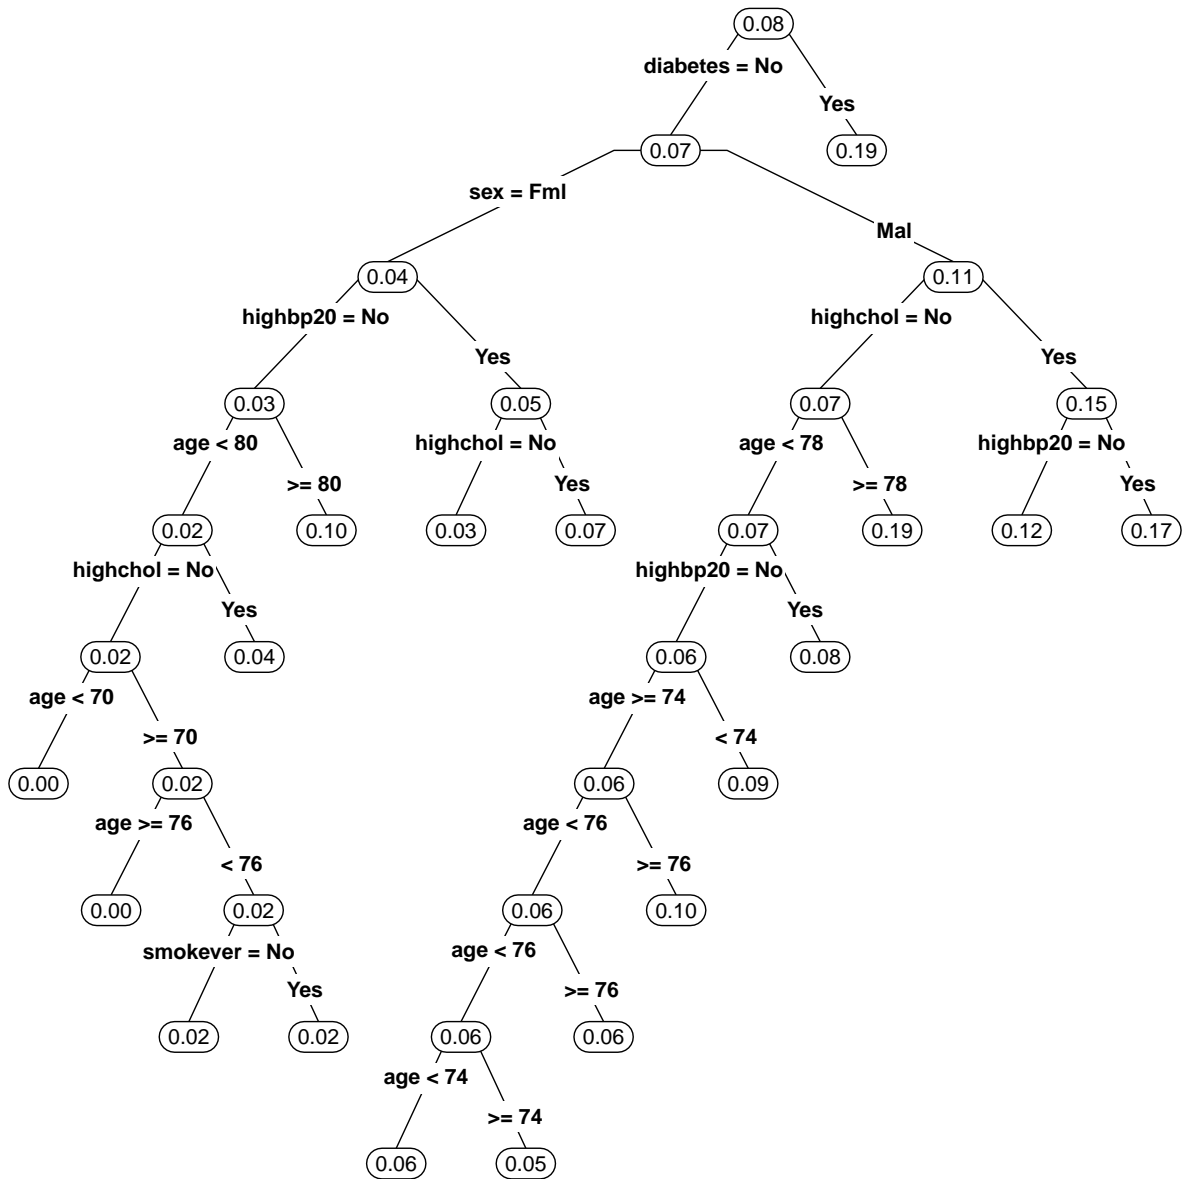 0.08
diabetes = No
Yes
0.07
0.19
sex = Fml
Mal
0.04
0.11
highbp20 = No
highchol = No
Yes
Yes
0.03
0.05
0.07
0.15
age < 80
highchol = No
age < 78
highbp20 = No
>= 80
Yes
>= 78
Yes
0.02
0.10
0.03
0.07
0.07
0.19
0.12
0.17
highchol = No
highbp20 = No
Yes
Yes
0.02
0.04
0.06
0.08
age < 70
age >= 74
>= 70
< 74
0.00
0.02
0.06
0.09
age >= 76
age < 76
< 76
>= 76
0.00
0.02
0.06
0.10
smokever = No
age < 76
Yes
>= 76
0.02
0.02
0.06
0.06
age < 74
>= 74
0.06
0.05